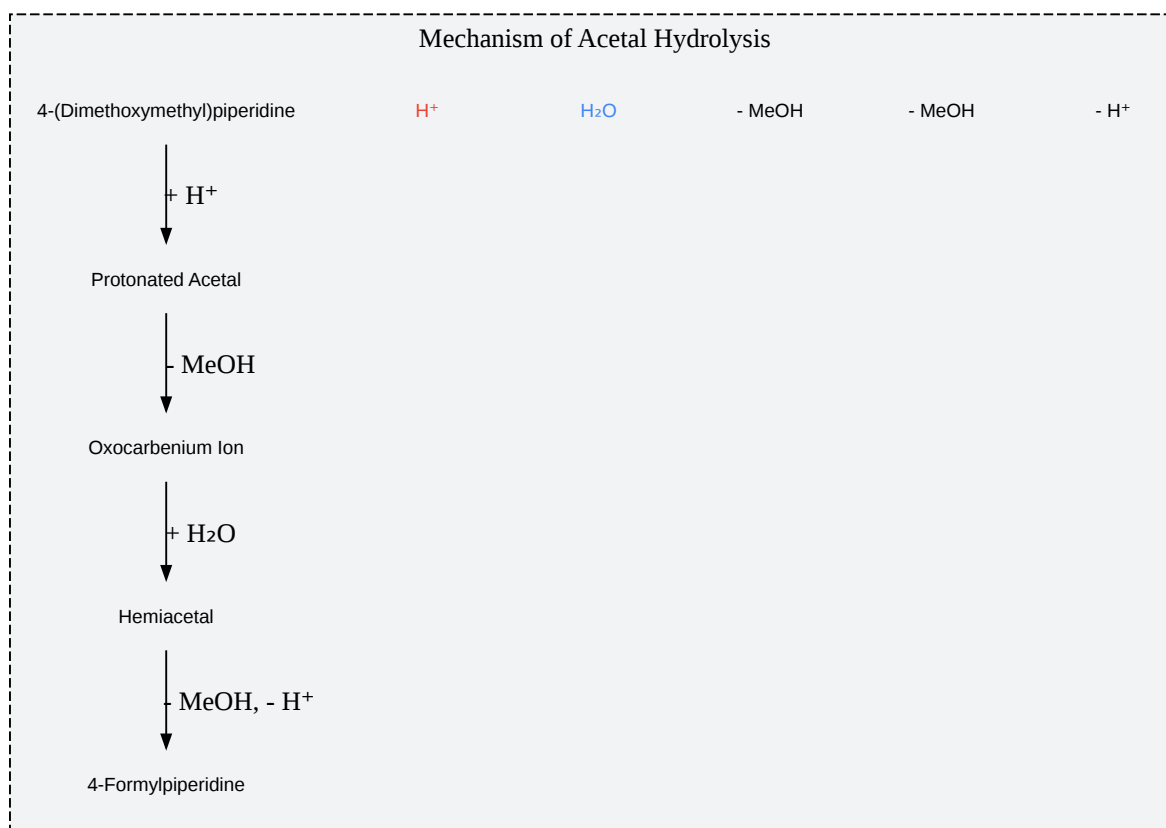 Mechanism of Acetal Hydrolysis
4-(Dimethoxymethyl)piperidine H⁺ H₂O - MeOH - MeOH - H⁺
+ H⁺
Protonated Acetal
- MeOH
Oxocarbenium Ion
+ H₂O
Hemiacetal
- MeOH, - H⁺
4-Formylpiperidine